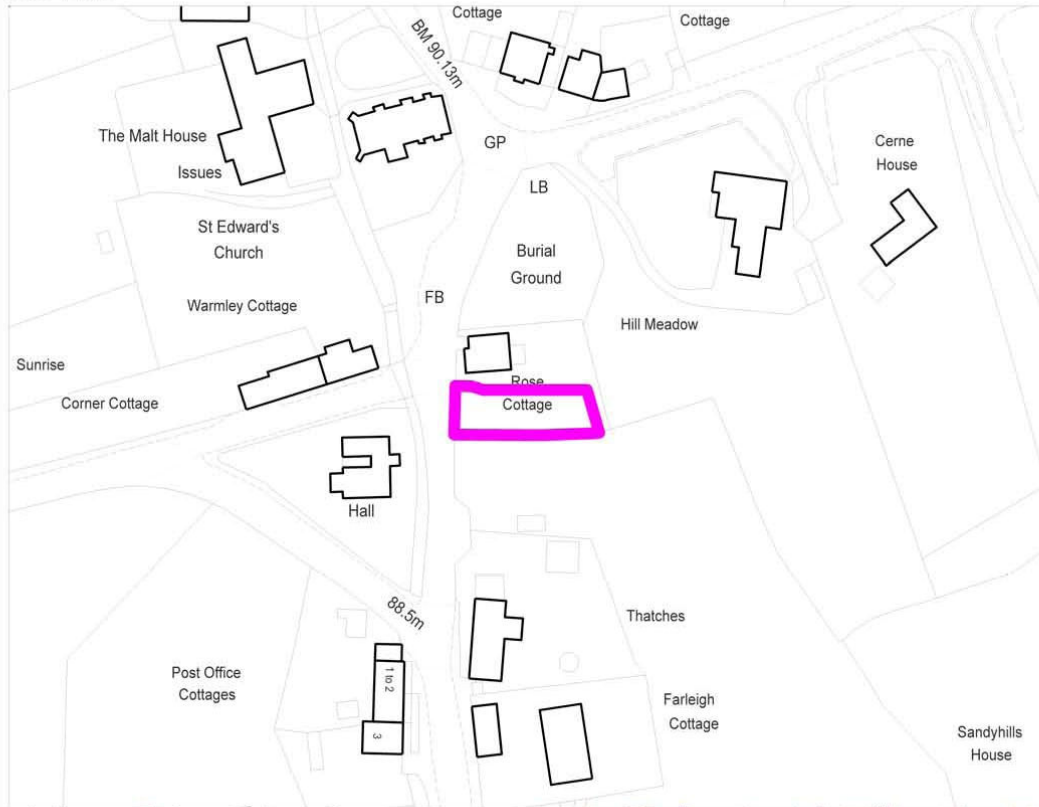 Cottage
Cottage
BM 90.13m
The Malt House
Issues
GP
LB
Cerne
House
St Edward's
Church
Burial
Ground
Warmley Cottage
FB
Hill Meadow
Sunrise
Corner Cottage
Rose
Cottage
Hall
88.5m
Thatches
Post Office
Cottages
1 to 2
3
Farleigh
Cottage
Sandyhills
House